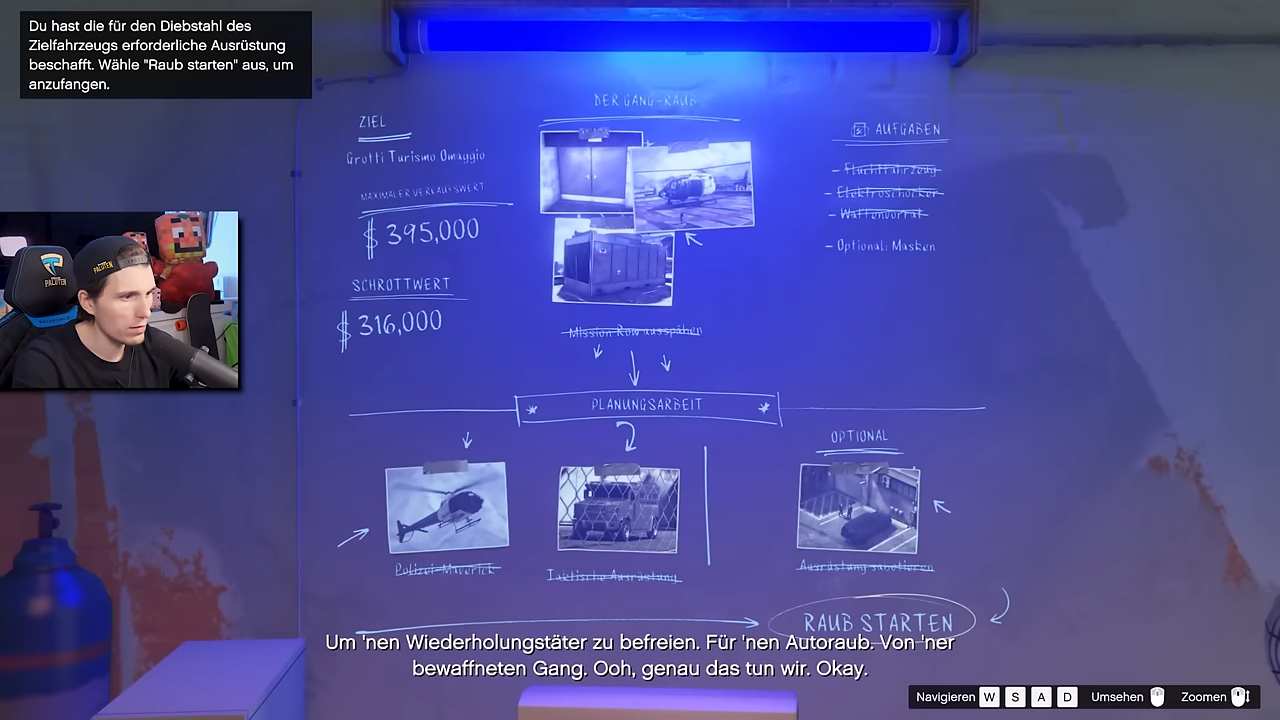 Du hast die für den Diebstahl des
Zielfahrzeugs erforderliche Ausrüstung
beschafft. Wähle "Raub starten" aus, um
anzufangen.
DER GANG-RAUB
ZIEL
Grotti Turismo Omaggio
MAXIMALER VERKAUFSWERT
$ 395,000
SCHROTTWERT
$ 316,000
AUFGABEN
- Fluchtfahrzeug
- Elektroschocker
- Waffenvorrat
- Optional: Masken
PALUTEN
PALUTEN
Mission Row ausspähen
PLANUNGSARBEIT
OPTIONAL
Polizei-Maverick
Taktische Ausrüstung
Ausrüstung sabotieren
RAUB STARTEN
Um 'nen Wiederholungstäter zu befreien. Für 'nen Autoraub. Von 'ner
bewaffneten Gang. Ooh, genau das tun wir. Okay.
Navigieren W S A D Umsehen Zoomen